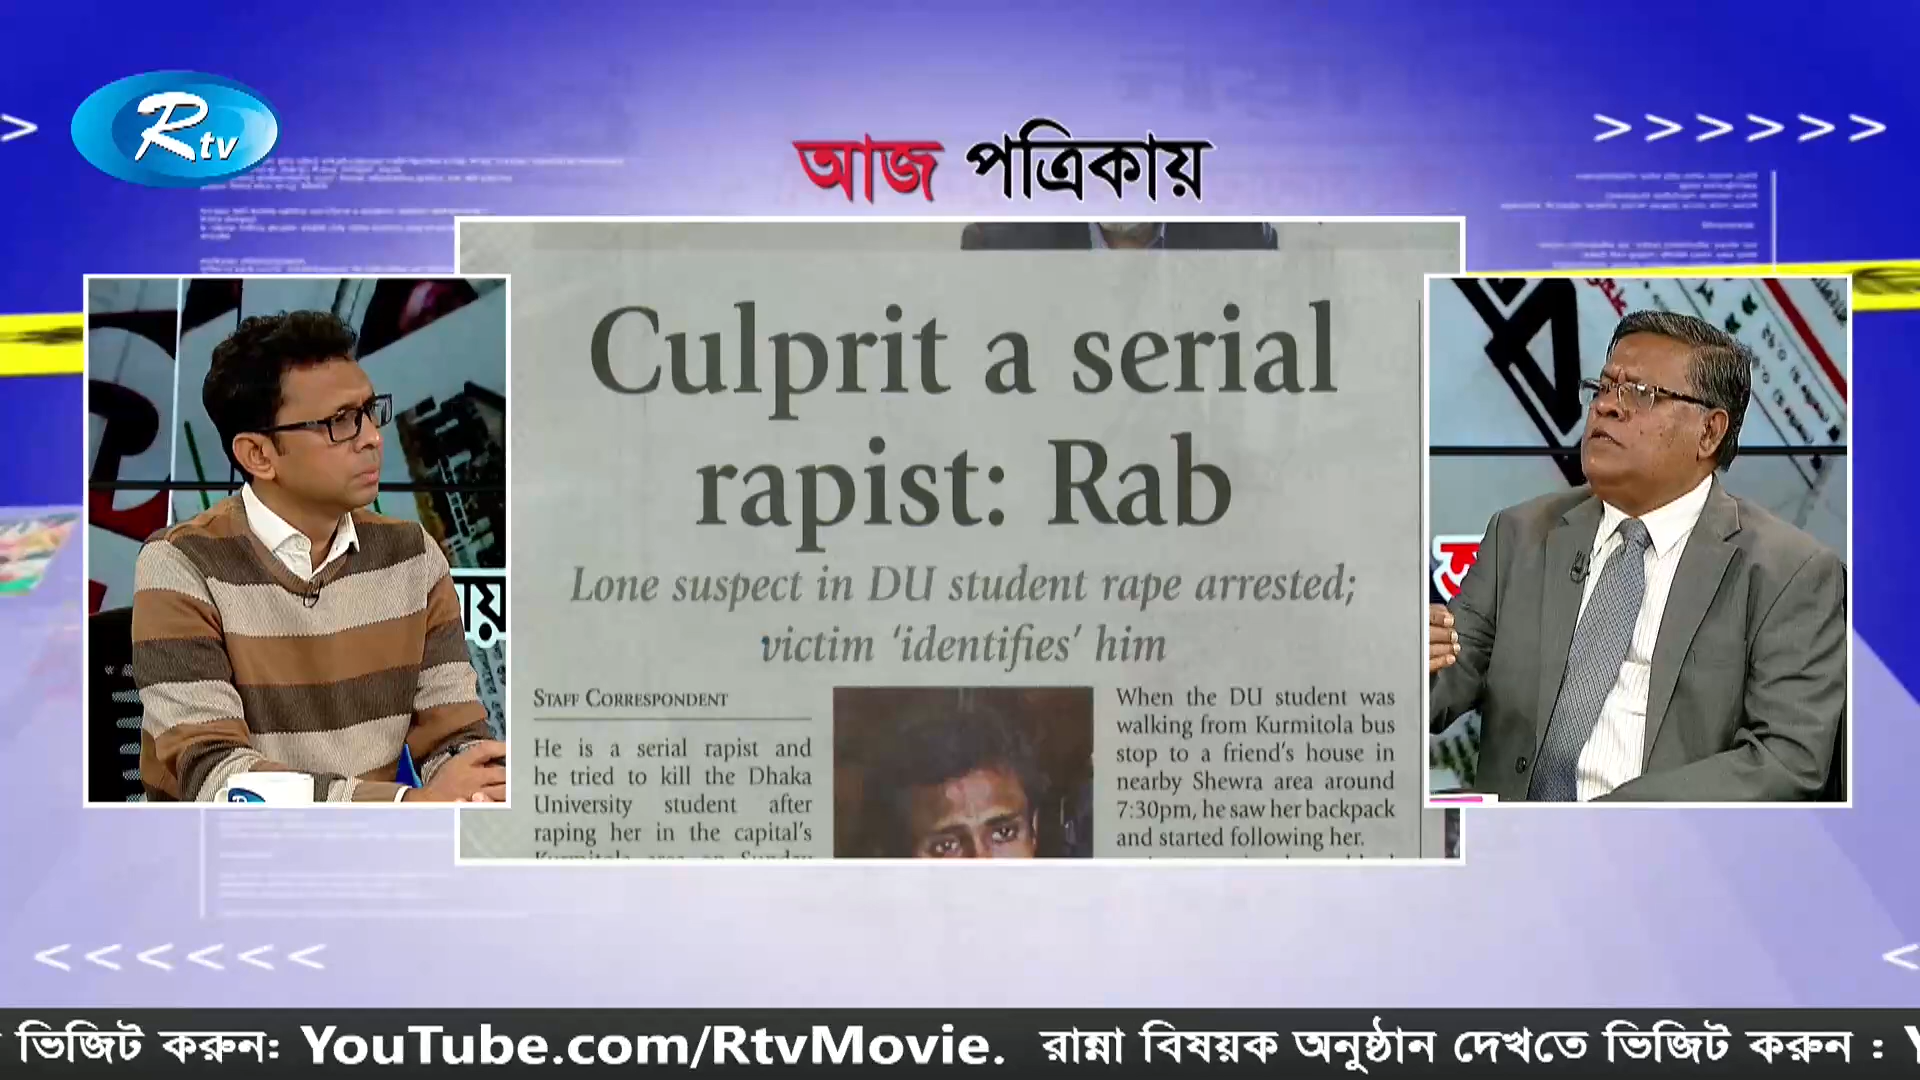 Rtv
আজ পত্রিকায়
Culprit a serial
rapist: Rab
Lone suspect in DU student rape arrested;
victim ‘identifies’ him
STAFF CORRESPONDENT
He is a serial rapist and
he tried to kill the Dhaka
University student after
raping her in the capital’s
When the DU student was
walking from Kurmitola bus
stop to a friend’s house in
nearby Shewra area around
7:30pm, he saw her backpack
and started following her.
ভিজিট করুন: YouTube.com/RtvMovie. রান্না বিষয়ক অনুষ্ঠান দেখতে ভিজিট করুন :